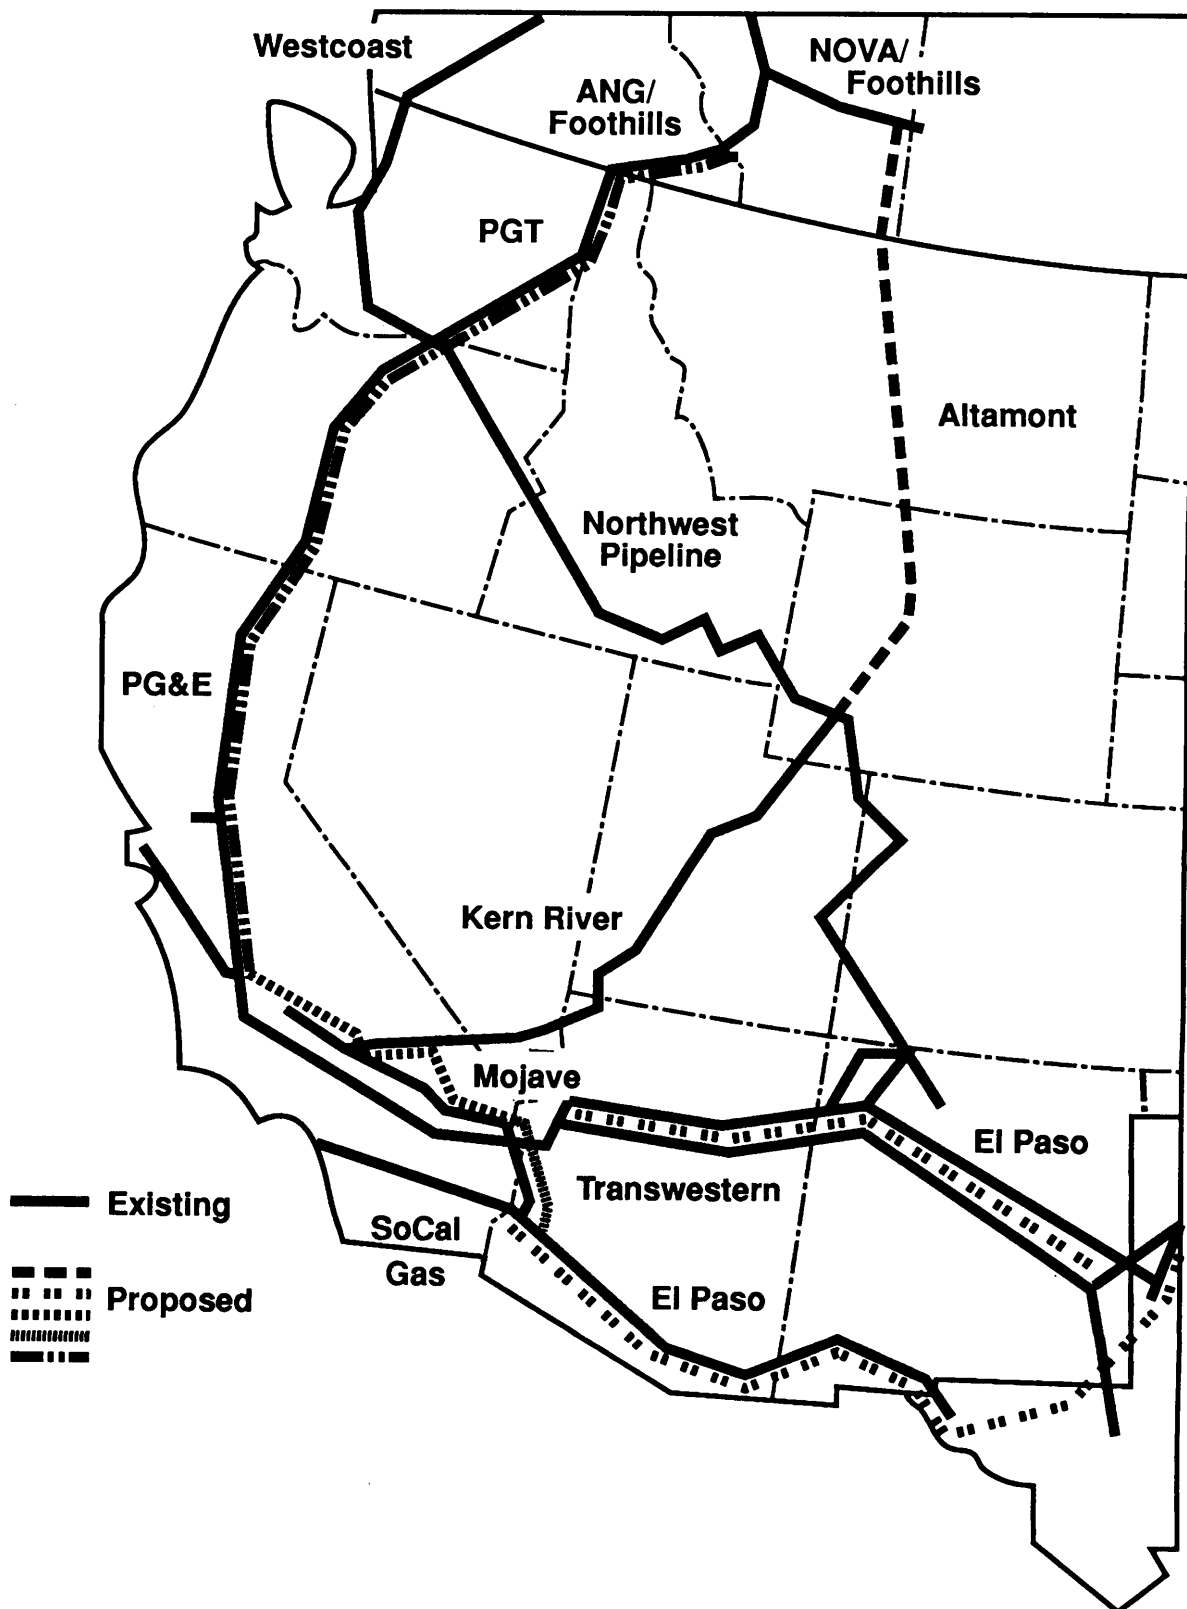 Westcoast
NOVA/
Foothills
ANG/
Foothills
PGT
Altamont
Northwest
Pipeline
PG&E
Kern River
Mojave
El Paso
Transwestern
Existing
SoCal
Gas
El Paso
Proposed